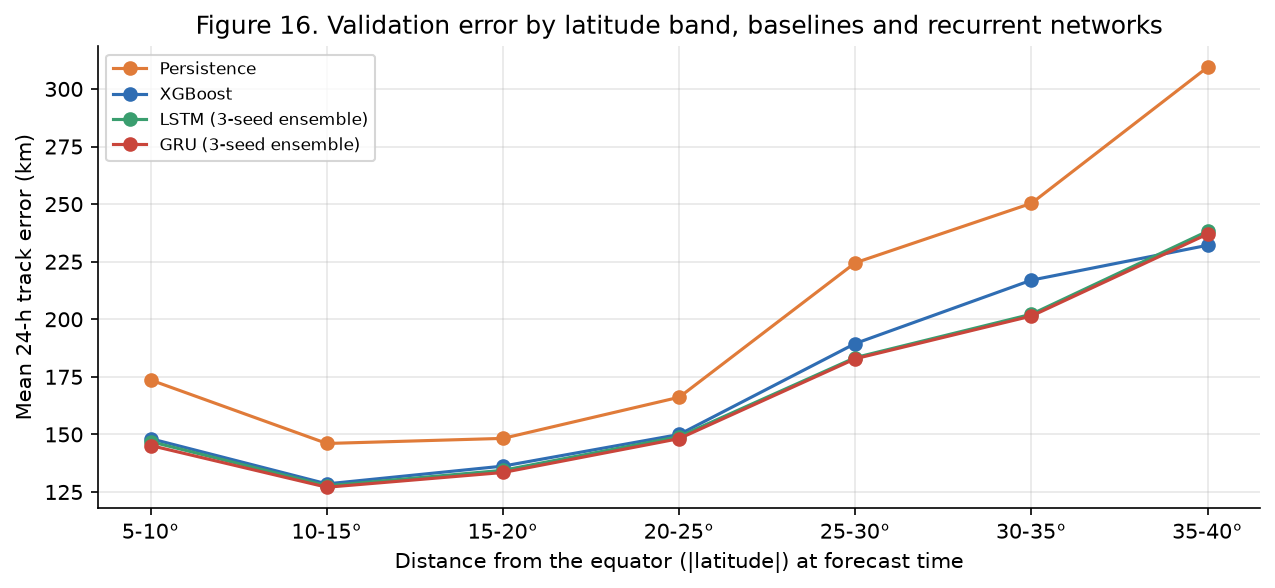 Figure 16. Validation error by latitude band, baselines and recurrent networks
Persistence
XGBoost
LSTM (3-seed ensemble)
GRU (3-seed ensemble)
Mean 24-h track error (km)
300
275
250
225
200
175
150
125
5-10° 10-15° 15-20° 20-25° 25-30° 30-35° 35-40°
Distance from the equator (|latitude|) at forecast time